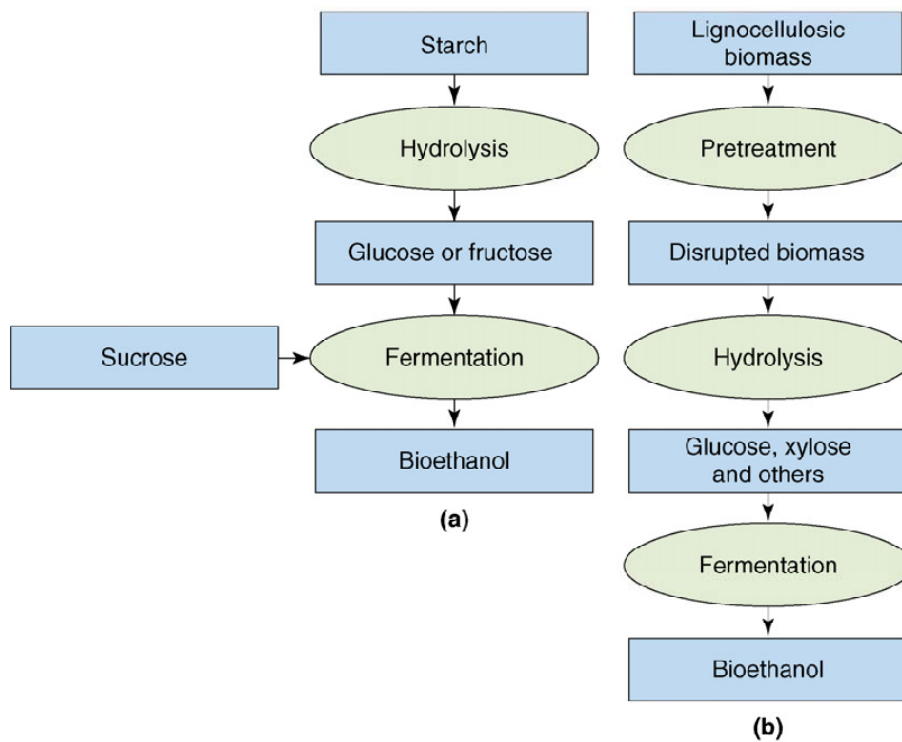 Starch
Hydrolysis
Glucose or fructose
Sucrose
Fermentation
Bioethanol
(a)
Lignocellulosic
biomass
Pretreatment
Disrupted biomass
Hydrolysis
Glucose, xylose
and others
Fermentation
Bioethanol
(b)